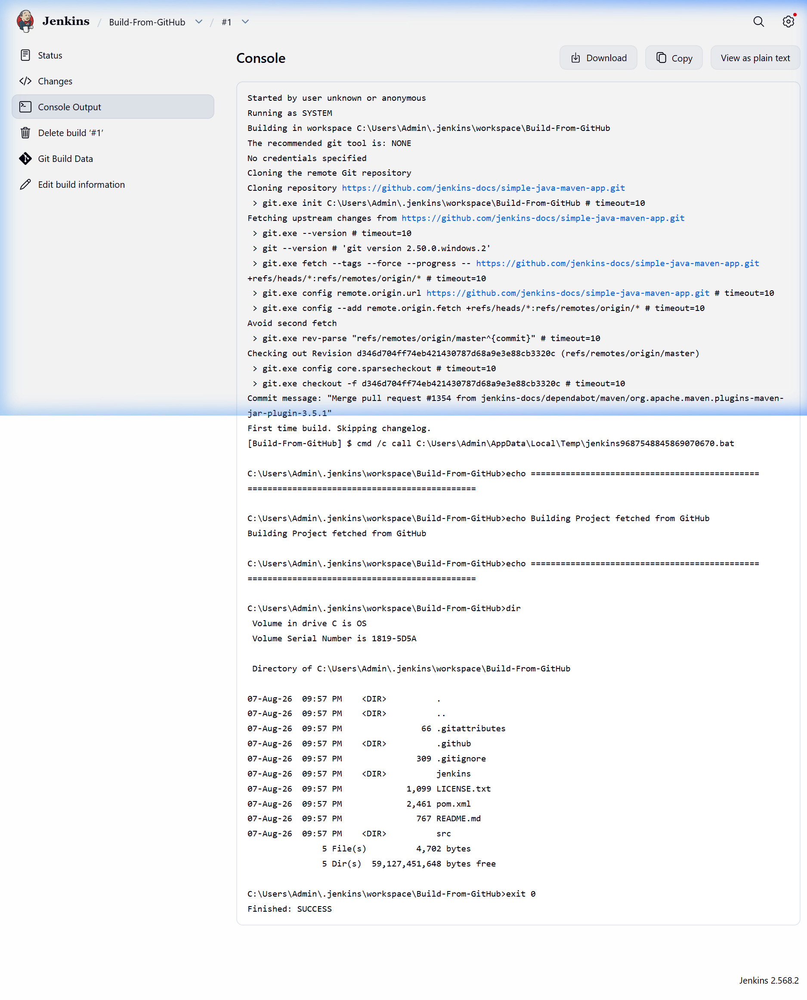 Jenkins / Build-From-GitHub / #1
Status
Changes
Console Output
Delete build ‘#1’
Git Build Data
Edit build information
Console
Download
Copy
View as plain text
Started by user unknown or anonymous
Running as SYSTEM
Building in workspace C:\Users\Admin\.jenkins\workspace\Build-From-GitHub
The recommended git tool is: NONE
No credentials specified
Cloning the remote Git repository
Cloning repository https://github.com/jenkins-docs/simple-java-maven-app.git
 > git.exe init C:\Users\Admin\.jenkins\workspace\Build-From-GitHub # timeout=10
Fetching upstream changes from https://github.com/jenkins-docs/simple-java-maven-app.git
 > git.exe --version # timeout=10
 > git --version # 'git version 2.50.0.windows.2'
 > git.exe fetch --tags --force --progress -- https://github.com/jenkins-docs/simple-java-maven-app.git
+refs/heads/*:refs/remotes/origin/* # timeout=10
 > git.exe config remote.origin.url https://github.com/jenkins-docs/simple-java-maven-app.git # timeout=10
 > git.exe config --add remote.origin.fetch +refs/heads/*:refs/remotes/origin/* # timeout=10
Avoid second fetch
 > git.exe rev-parse "refs/remotes/origin/master^{commit}" # timeout=10
Checking out Revision d346d704ff74eb421430787d68a9e3e88cb3320c (refs/remotes/origin/master)
 > git.exe config core.sparsecheckout # timeout=10
 > git.exe checkout -f d346d704ff74eb421430787d68a9e3e88cb3320c # timeout=10
Commit message: "Merge pull request #1354 from jenkins-docs/dependabot/maven/org.apache.maven.plugins-maven-
jar-plugin-3.5.1"
First time build. Skipping changelog.
[Build-From-GitHub] $ cmd /c call C:\Users\Admin\AppData\Local\Temp\jenkins9687548845869070670.bat
C:\Users\Admin\.jenkins\workspace\Build-From-GitHub>echo ==============================================
==============================================
C:\Users\Admin\.jenkins\workspace\Build-From-GitHub>echo Building Project fetched from GitHub
Building Project fetched from GitHub
C:\Users\Admin\.jenkins\workspace\Build-From-GitHub>echo ==============================================
==============================================
C:\Users\Admin\.jenkins\workspace\Build-From-GitHub>dir
 Volume in drive C is OS
 Volume Serial Number is 1819-5D5A
 Directory of C:\Users\Admin\.jenkins\workspace\Build-From-GitHub
07-Aug-26  09:57 PM    <DIR>          .
07-Aug-26  09:57 PM    <DIR>          ..
07-Aug-26  09:57 PM                66 .gitattributes
07-Aug-26  09:57 PM    <DIR>          .github
07-Aug-26  09:57 PM               309 .gitignore
07-Aug-26  09:57 PM    <DIR>          jenkins
07-Aug-26  09:57 PM             1,099 LICENSE.txt
07-Aug-26  09:57 PM             2,461 pom.xml
07-Aug-26  09:57 PM               767 README.md
07-Aug-26  09:57 PM    <DIR>          src
               5 File(s)          4,702 bytes
               5 Dir(s)  59,127,451,648 bytes free
C:\Users\Admin\.jenkins\workspace\Build-From-GitHub>exit 0
Finished: SUCCESS
Jenkins 2.568.2